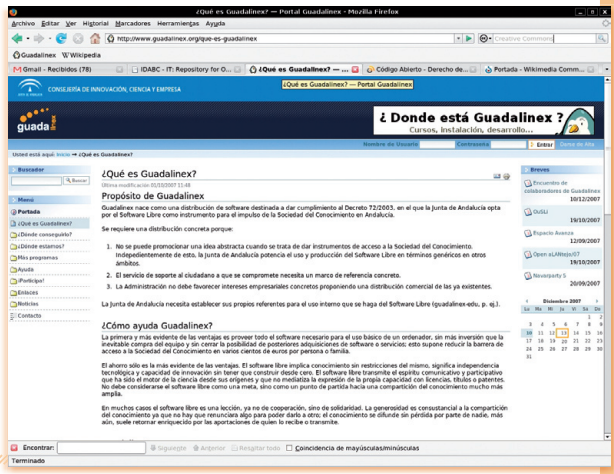 ¿Qué es Guadalinex? — Portal Guadalinex - Mozilla Firefox
Archivo Editar Ver Historial Marcadores Herramientas Ayuda
http://www.guadalinex.org/que-es-guadalinex
Creative Commons
Guadalinex Wikipedia
Gmail - Recibidos (78)
IDABC - IT: Repository for O...
¿Qué es Guadalinex? — ...
Código Abierto - Derecho de...
Portada - Wikimedia Comm...
¿Qué es Guadalinex? — Portal Guadalinex
CONSEJERÍA DE INNOVACIÓN, CIENCIA Y EMPRESA
guadalinex
¿ Donde está Guadalinex ?
Cursos, instalación, desarrollo...
Nombre de Usuario
Contraseña
Entrar
Darse de Alta
Usted está aquí: Inicio → ¿Qué es Guadalinex?
Buscador
Buscar
Menú
Portada
¿Qué es Guadalinex?
¿Dónde conseguirlo?
¿Dónde estamos?
Más programas
Ayuda
¡Participa!
Enlaces
Noticias
Contacto
¿Qué es Guadalinex?
Última modificación 01/10/2007 11:48
Propósito de Guadalinex
Guadalinex nace como una distribución de software destinada a dar cumplimiento al Decreto 72/2003, en el que la Junta de Andalucía opta
por el Software Libre como instrumento para el impulso de la Sociedad del Conocimiento en Andalucía.
Se requiere una distribución concreta porque:
1. No se puede promocionar una idea abstracta cuando se trata de dar instrumentos de acceso a la Sociedad del Conocimiento.
Independientemente de esto, la Junta de Andalucía potencia el uso y producción del Software Libre en términos genéricos en otros
ámbitos.
2. El servicio de soporte al ciudadano a que se compromete necesita un marco de referencia concreto.
3. La Administración no debe favorecer intereses empresariales concretos proponiendo una distribución comercial de las ya existentes.
La Junta de Andalucía necesita establecer sus propios referentes para el uso interno que se haga del Software Libre (guadalinex-edu, p. ej.).
¿Cómo ayuda Guadalinex?
La primera y más evidente de las ventajas es proveer todo el software necesario para el uso básico de un ordenador, sin más inversión que la
inevitable compra del equipo y sin cerrar la posibilidad de posteriores adquisiciones de software o servicios; esto supone reducir la barrera de
acceso a la Sociedad del Conocimiento en varios cientos de euros por persona o familia.
El ahorro sólo es la más evidente de las ventajas. El software libre implica conocimiento sin restricciones del mismo, significa independencia
tecnológica y capacidad de innovación sin tener que construir desde cero. El software libre transmite el espíritu comunicativo y participativo
que ha sido el motor de la ciencia desde sus orígenes y que no mediatiza la expresión de la propia capacidad con licencias, títulos o patentes.
No debe considerarse el software libre como una meta, sino como un punto de partida hacia una compartición del conocimiento mucho más
amplia.
En muchos casos el software libre es una lección, ya no de cooperación, sino de solidaridad. La generosidad es consustancial a la compartición
del conocimiento ya que no hay que renunciara algo para poder darlo a otro; el conocimiento se difunde sin pérdida por parte de nadie, más
aún, suele retornar enriquecido por las aportaciones de quien lo recibe o transmite.
Breves
Encuentro de
colaboradores de Guadalinex
10/12/2007
OuSLi
19/10/2007
Espacio Avanza
12/09/2007
Open aLANtejo/07
19/10/2007
Navarparty 5
20/09/2007
Diciembre 2007
Lu Ma Mi Ju Vi Sa Do
1 2
3 4 5 6 7 8 9
10 11 12 13 14 15 16
17 18 19 20 21 22 23
24 25 26 27 28 29 30
31
Encontrar:
Siguiente
Anterior
Resaltar todo
Coincidencia de mayúsculas/minúsculas
Terminado